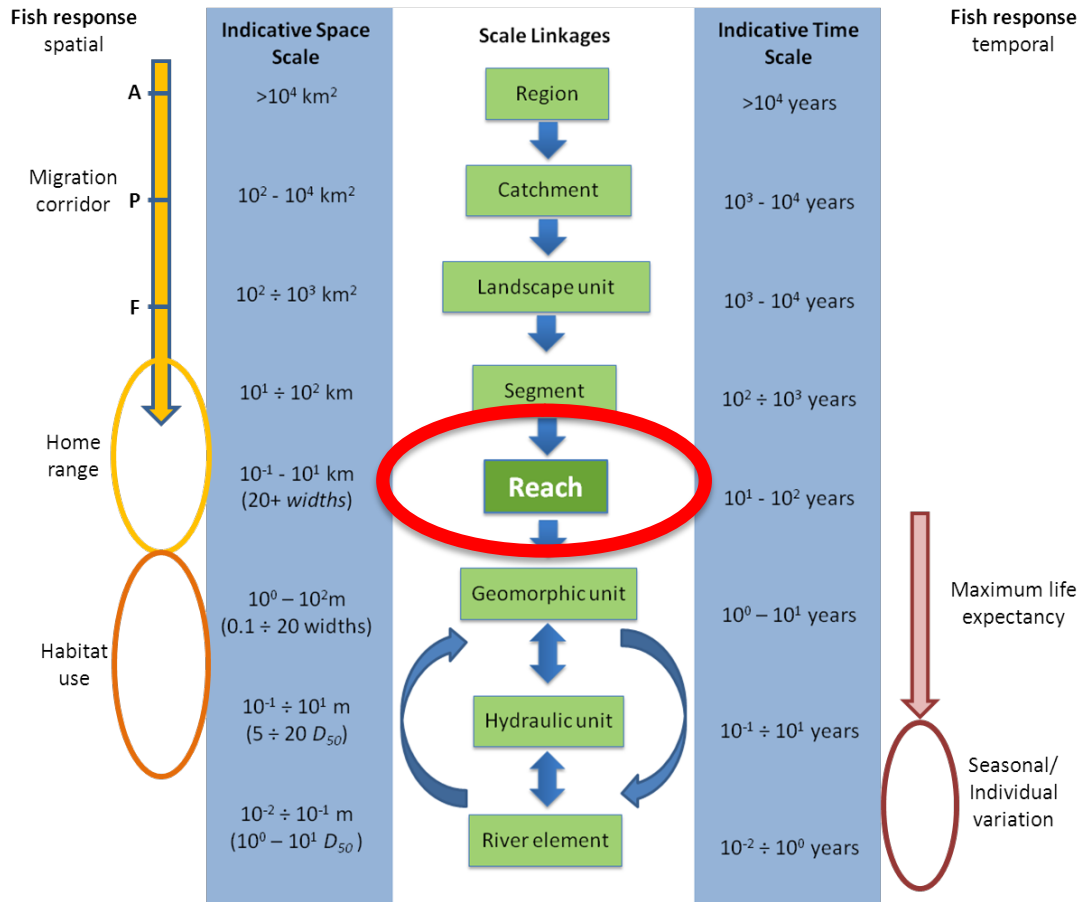 Fish response
spatial
A
Migration
corridor
P
F
Home
range
Habitat
use
Indicative Space
Scale
>10⁴ km²
10² - 10⁴ km²
10² ÷ 10³ km²
10¹ ÷ 10² km
10⁻¹ - 10¹ km
(20+ widths)
10⁰ – 10²m
(0.1 ÷ 20 widths)
10⁻¹ ÷ 10¹ m
(5 ÷ 20 D₅₀)
10⁻² ÷ 10⁻¹ m
(10⁰ – 10¹ D₅₀ )
Scale Linkages
Region
Catchment
Landscape unit
Segment
Reach
Geomorphic unit
Hydraulic unit
River element
Indicative Time
Scale
>10⁴ years
10³ - 10⁴ years
10³ - 10⁴ years
10² ÷ 10³ years
10¹ - 10² years
10⁰ – 10¹ years
10⁻¹ ÷ 10¹ years
10⁻² ÷ 10⁰ years
Fish response
temporal
Maximum life
expectancy
Seasonal/
Individual
variation